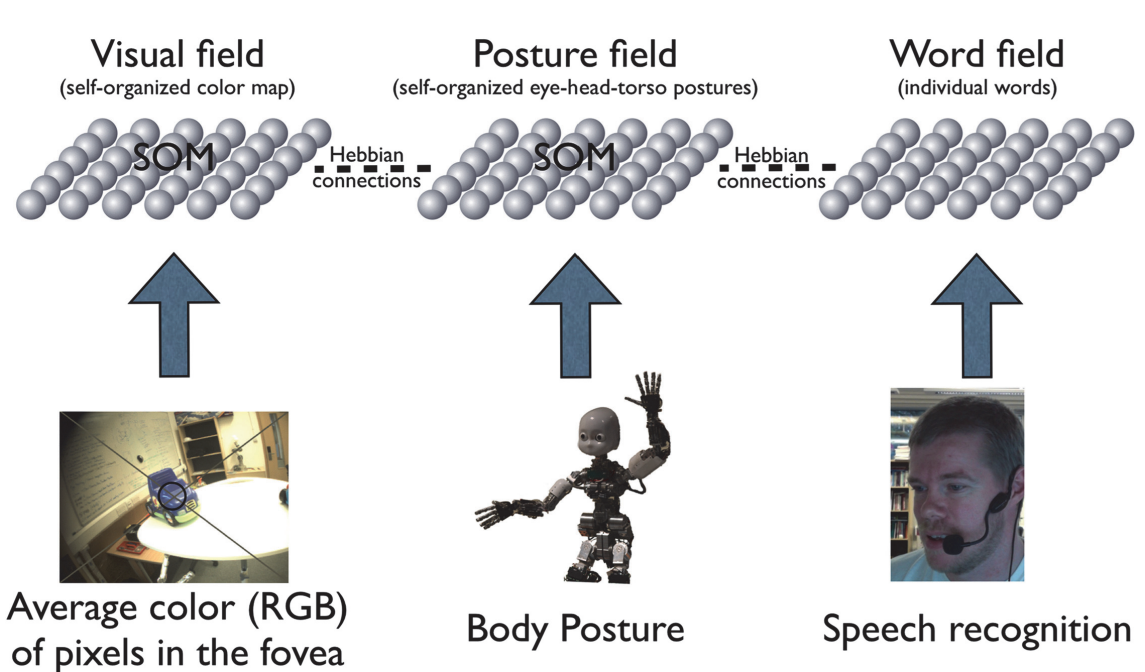 Visual field
(self-organized color map)
SOM
Hebbian
connections
Posture field
(self-organized eye-head-torso postures)
SOM
Hebbian
connections
Word field
(individual words)
Average color (RGB)
of pixels in the fovea
Body Posture
Speech recognition